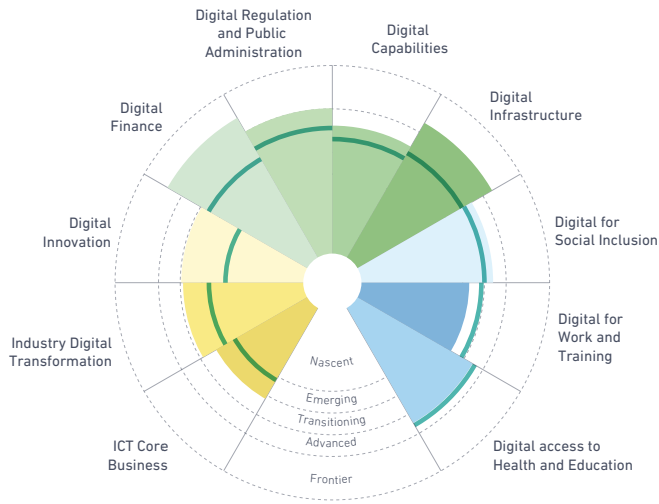 Digital Regulation
and Public
Administration
Digital
Capabilities
Digital
Infrastructure
Digital for
Social Inclusion
Digital for
Work and
Training
Digital access to
Health and Education
ICT Core
Business
Industry Digital
Transformation
Digital
Innovation
Digital
Finance
Nascent
Emerging
Transitioning
Advanced
Frontier